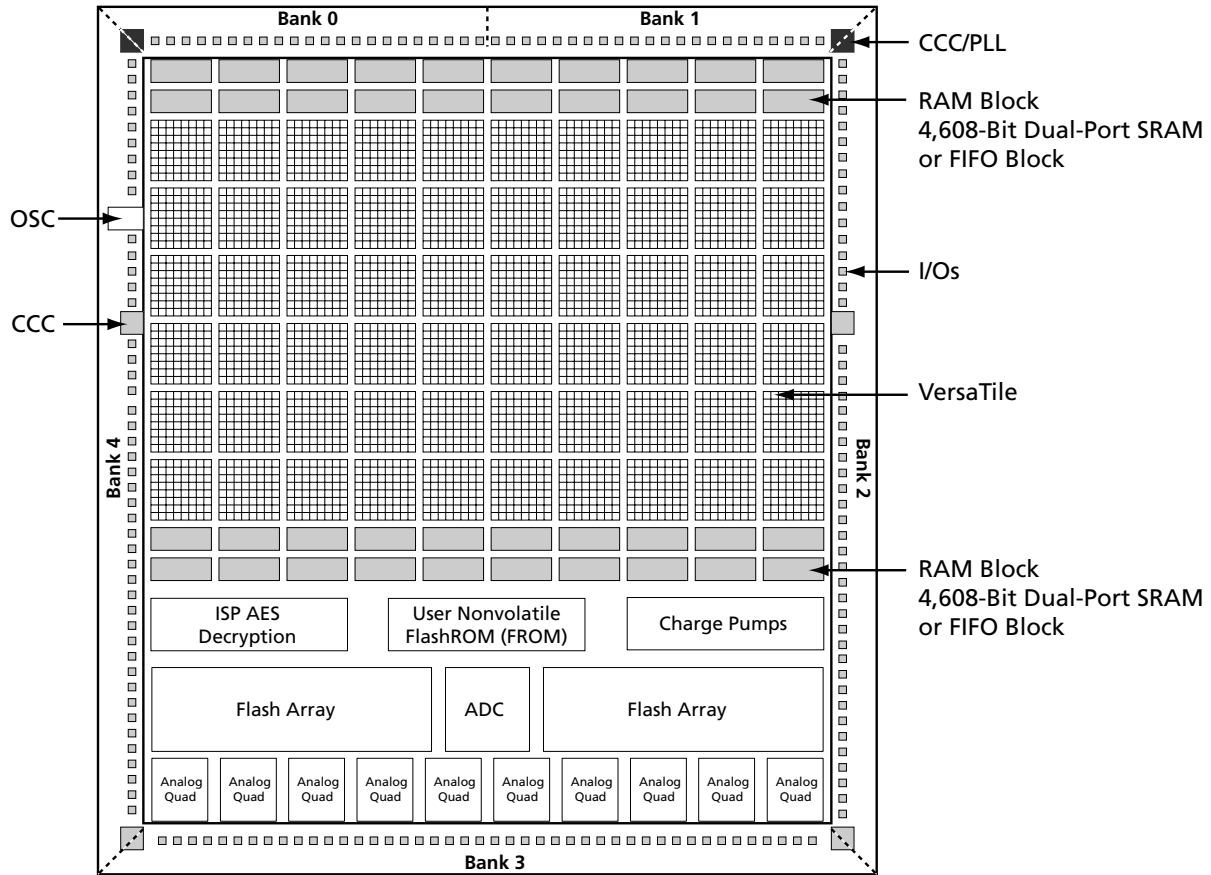 Bank 0
Bank 1
CCC/PLL
RAM Block
4,608-Bit Dual-Port SRAM
or FIFO Block
OSC
I/Os
CCC
VersaTile
Bank 4
Bank 2
RAM Block
4,608-Bit Dual-Port SRAM
or FIFO Block
ISP AES
Decryption
User Nonvolatile
FlashROM (FROM)
Charge Pumps
Flash Array
ADC
Flash Array
Analog
Quad
Analog
Quad
Analog
Quad
Analog
Quad
Analog
Quad
Analog
Quad
Analog
Quad
Analog
Quad
Analog
Quad
Analog
Quad
Bank 3